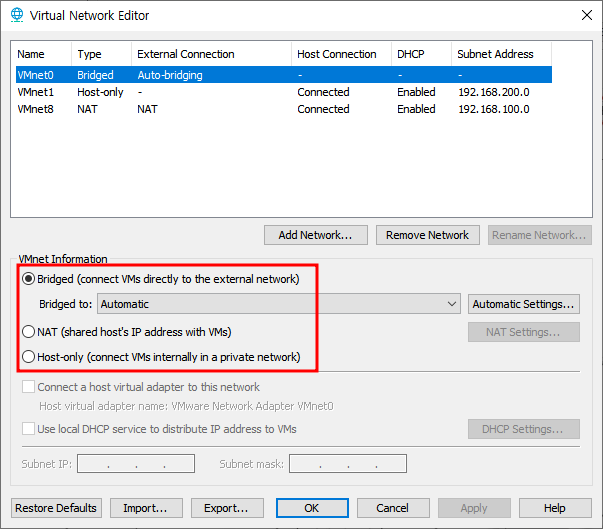 Virtual Network Editor
Name Type External Connection Host Connection DHCP Subnet Address
VMnet0 Bridged Auto-bridging - - -
VMnet1 Host-only - Connected Enabled 192.168.200.0
VMnet8 NAT NAT Connected Enabled 192.168.100.0
Add Network... Remove Network Rename Network...
VMnet Information
Bridged (connect VMs directly to the external network)
Bridged to: Automatic Automatic Settings...
NAT (shared host's IP address with VMs) NAT Settings...
Host-only (connect VMs internally in a private network)
Connect a host virtual adapter to this network
Host virtual adapter name: VMware Network Adapter VMnet0
Use local DHCP service to distribute IP address to VMs DHCP Settings...
Subnet IP: . . . Subnet mask: . . .
Restore Defaults Import... Export... OK Cancel Apply Help